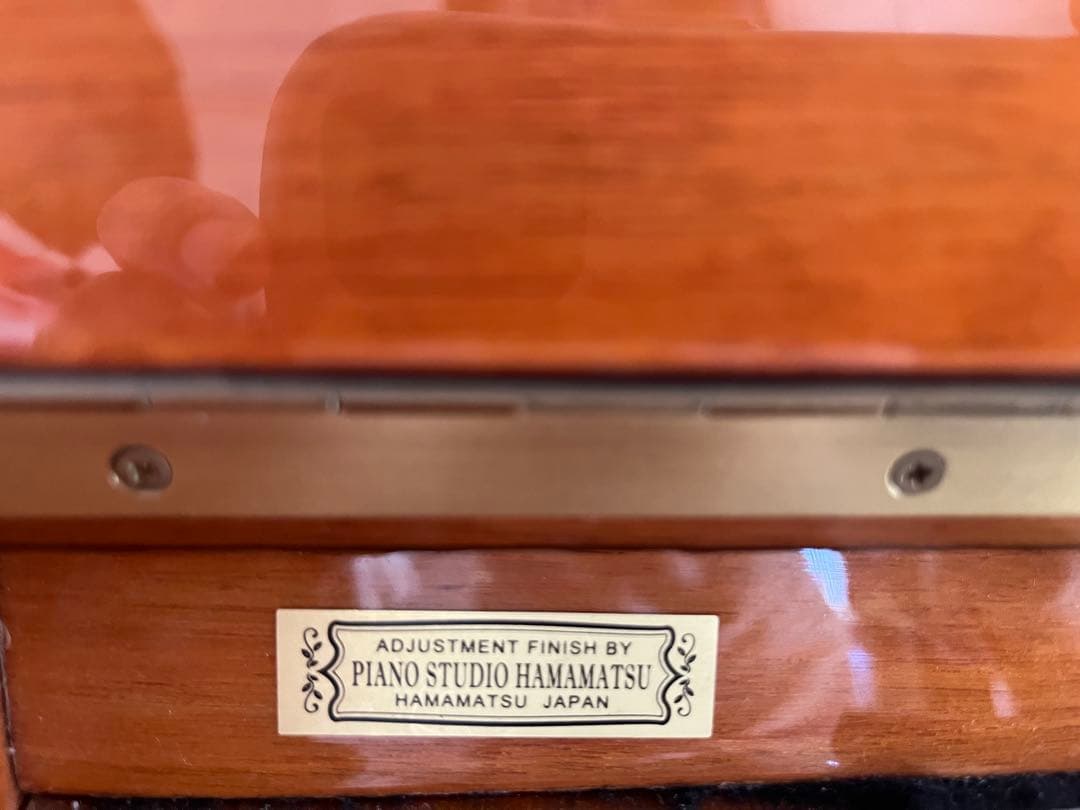 ADJUSTMENT FINISH BY
PIANO STUDIO HAMAMATSU
HAMAMATSU JAPAN